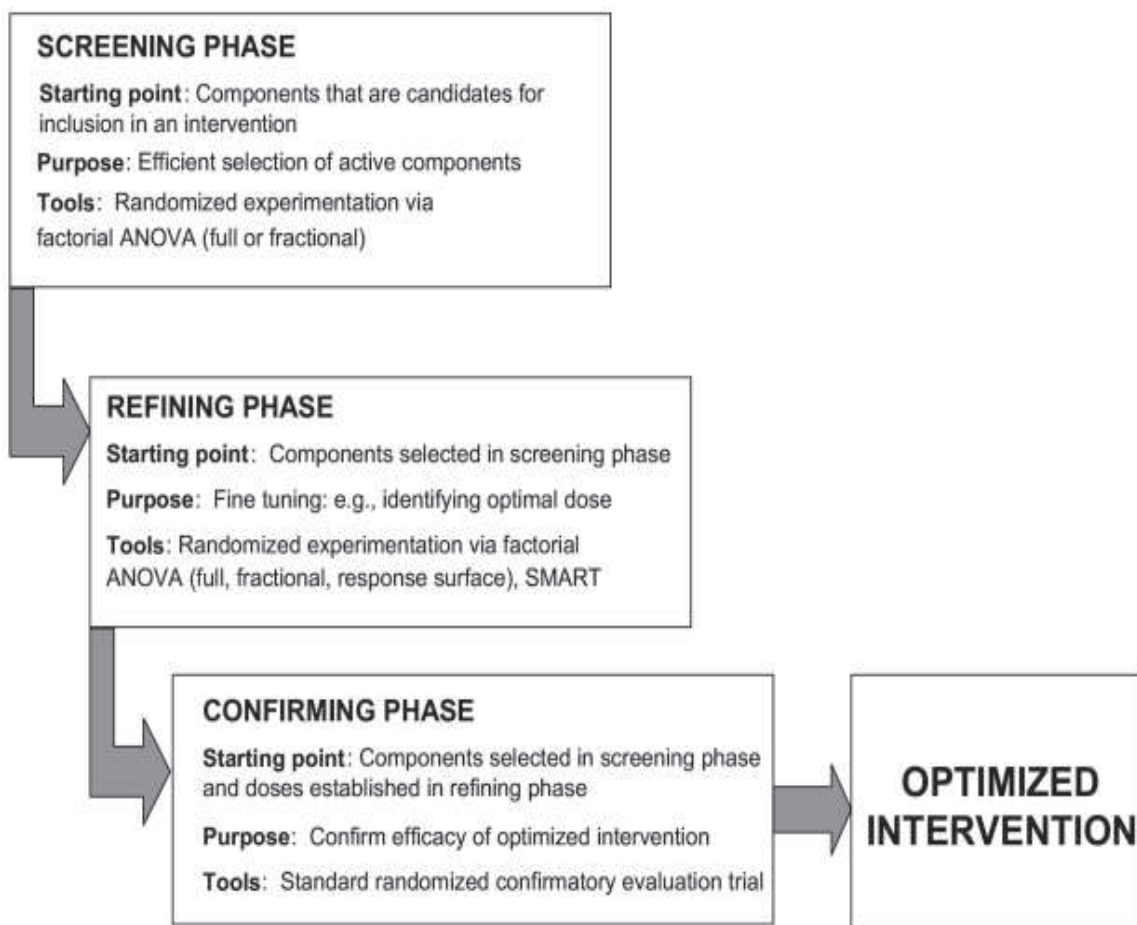 SCREENING PHASE
Starting point: Components that are candidates for
inclusion in an intervention
Purpose: Efficient selection of active components
Tools: Randomized experimentation via
factorial ANOVA (full or fractional)
REFINING PHASE
Starting point: Components selected in screening phase
Purpose: Fine tuning: e.g., identifying optimal dose
Tools: Randomized experimentation via factorial
ANOVA (full, fractional, response surface), SMART
CONFIRMING PHASE
Starting point: Components selected in screening phase
and doses established in refining phase
Purpose: Confirm efficacy of optimized intervention
Tools: Standard randomized confirmatory evaluation trial
OPTIMIZED
INTERVENTION